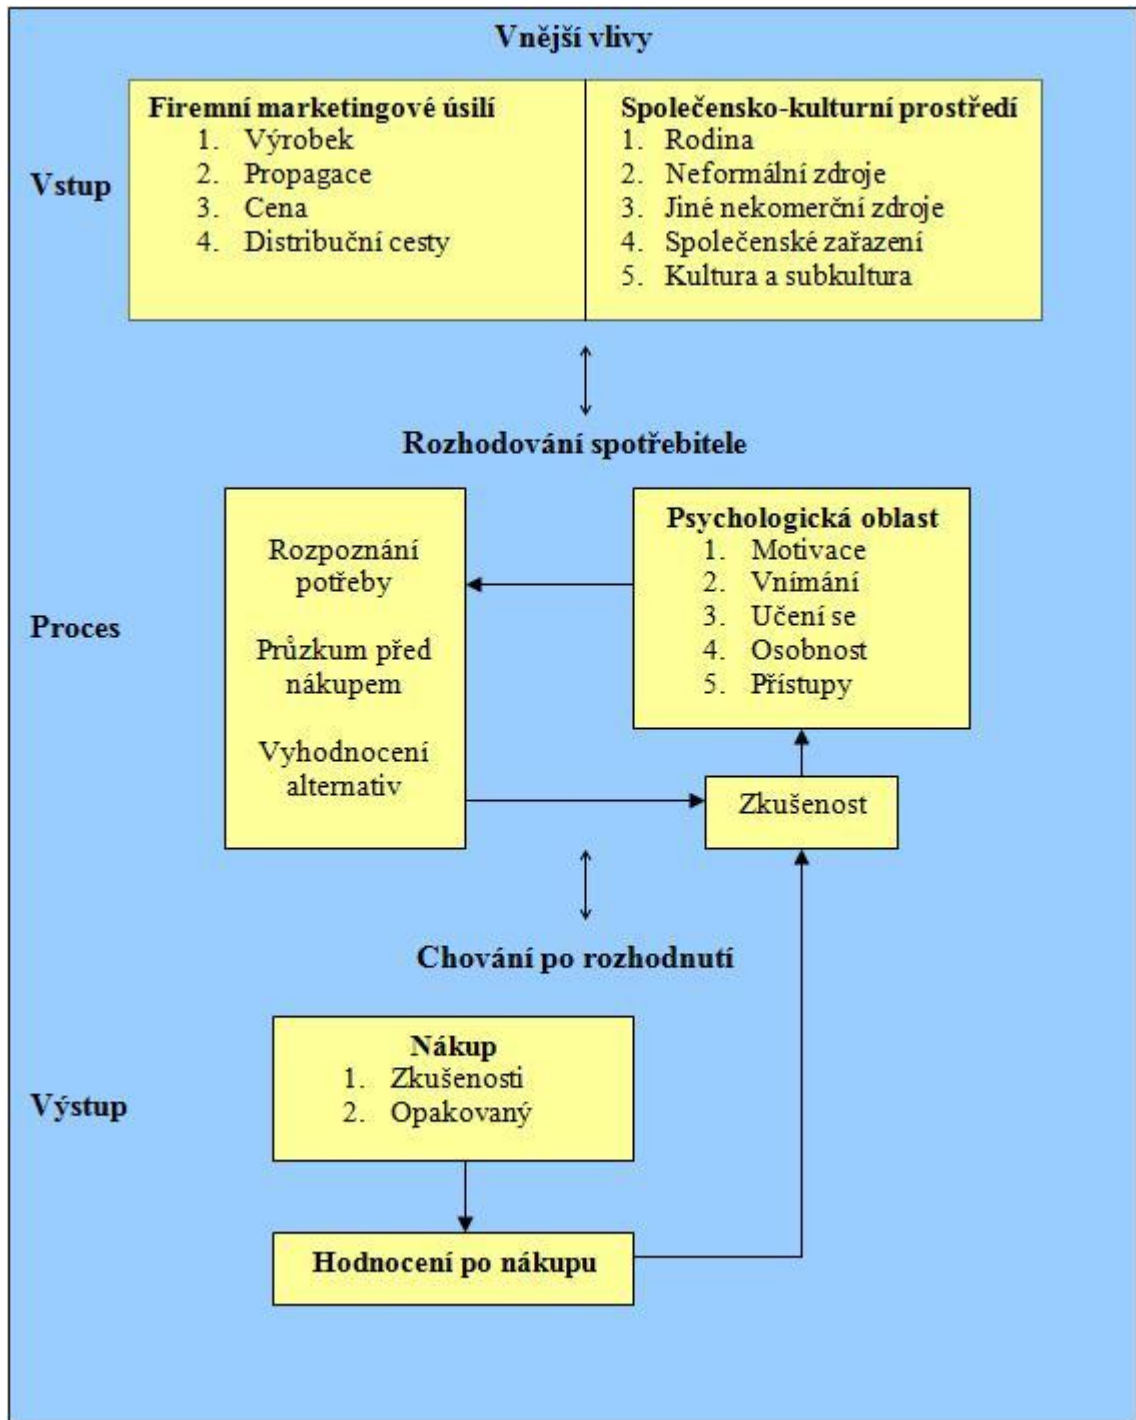 Vnější vlivy
Vstup
Firemní marketingové úsilí
1. Výrobek
2. Propagace
3. Cena
4. Distribuční cesty
Společensko-kulturní prostředí
1. Rodina
2. Neformální zdroje
3. Jiné nekomerční zdroje
4. Společenské zařazení
5. Kultura a subkultura
Rozhodování spotřebitele
Proces
Rozpoznání
potřeby
Průzkum před
nákupem
Vyhodnocení
alternativ
Psychologická oblast
1. Motivace
2. Vnímání
3. Učení se
4. Osobnost
5. Přístupy
Zkušenost
Chování po rozhodnutí
Výstup
Nákup
1. Zkušenosti
2. Opakovaný
Hodnocení po nákupu